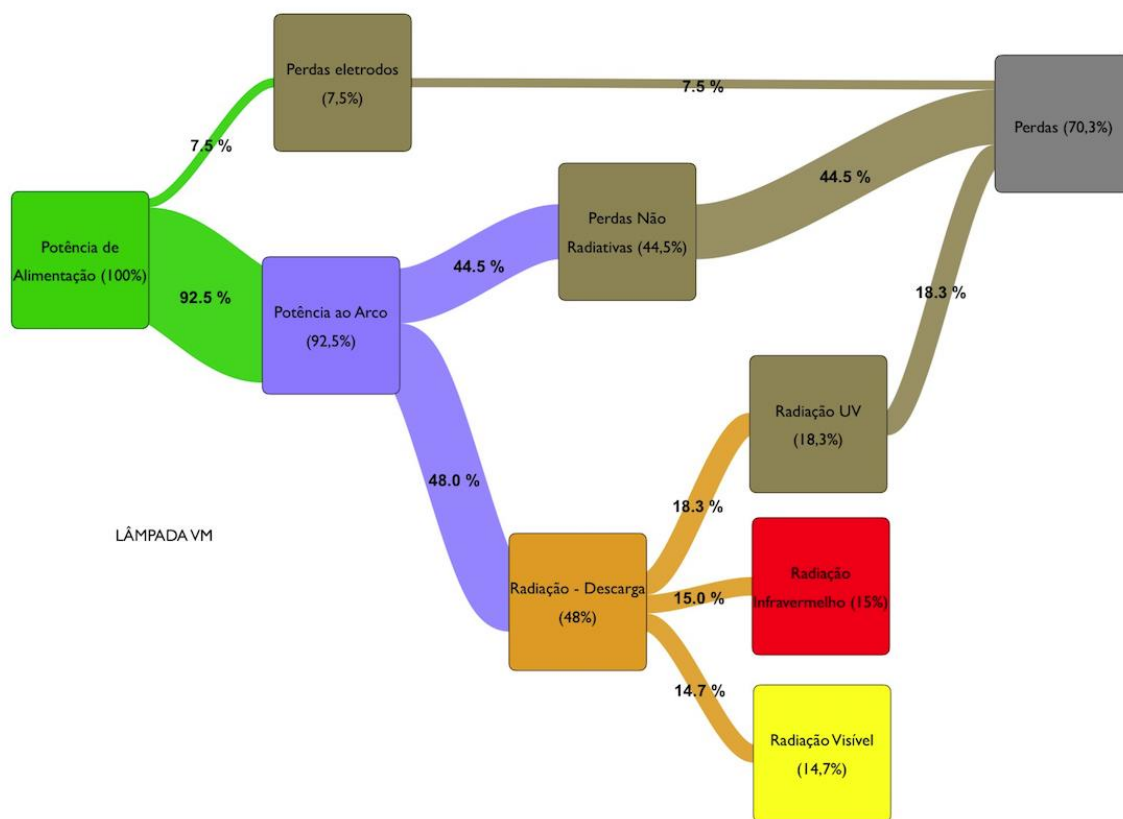 Perdas eletrodos
(7,5%)
7.5 %
Perdas (70,3%)
7.5 %
44.5 %
Perdas Não
Radiativas (44,5%)
Potência de
Alimentação (100%)
92.5 %
44.5 %
18.3 %
Potência ao Arco
(92,5%)
Radiação UV
(18,3%)
48.0 %
18.3 %
LÂMPADA VM
Radiação - Descarga
(48%)
15.0 %
Radiação
Infravermelho (15%)
14.7 %
Radiação Visível
(14,7%)